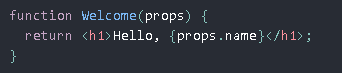 function Welcome(props) {
  return <h1>Hello, {props.name}</h1>;
}